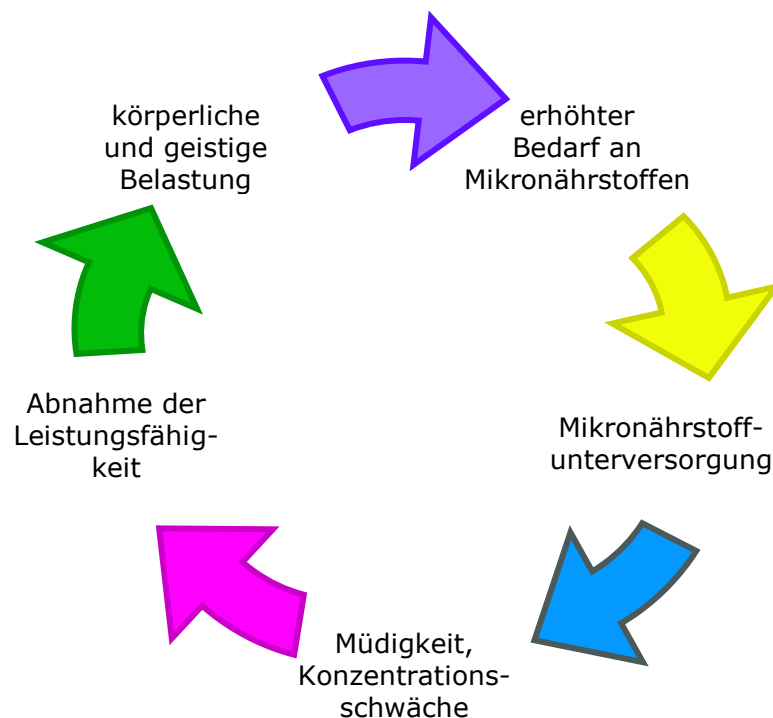 körperliche
und geistige
Belastung
erhöhter
Bedarf an
Mikronährstoffen
Mikronährstoff-
unterversorgung
Müdigkeit,
Konzentrations-
schwäche
Abnahme der
Leistungsfähig-
keit